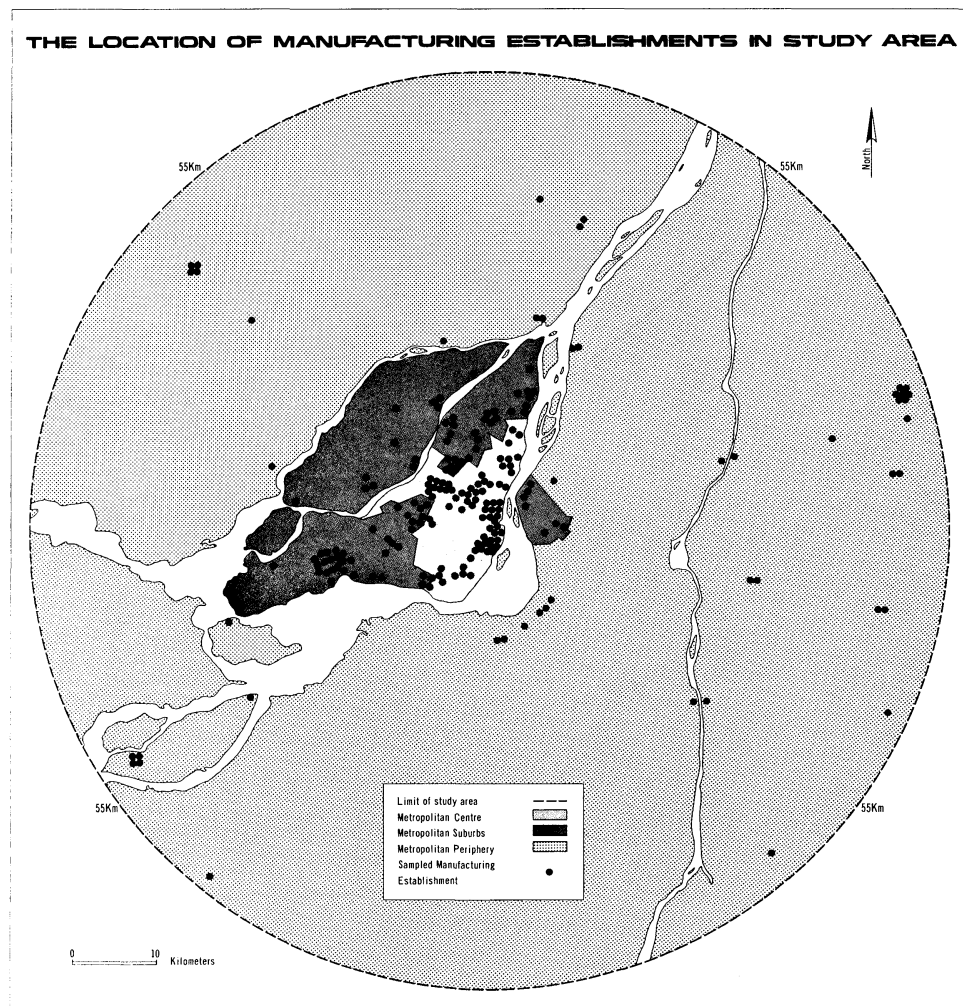 THE LOCATION OF MANUFACTURING ESTABLISHMENTS IN STUDY AREA
55Km
55Km
North
55Km
55Km
Limit of study area
Metropolitan Centre
Metropolitan Suburbs
Metropolitan Periphery
Sampled Manufacturing
Establishment
0 10 Kilometers